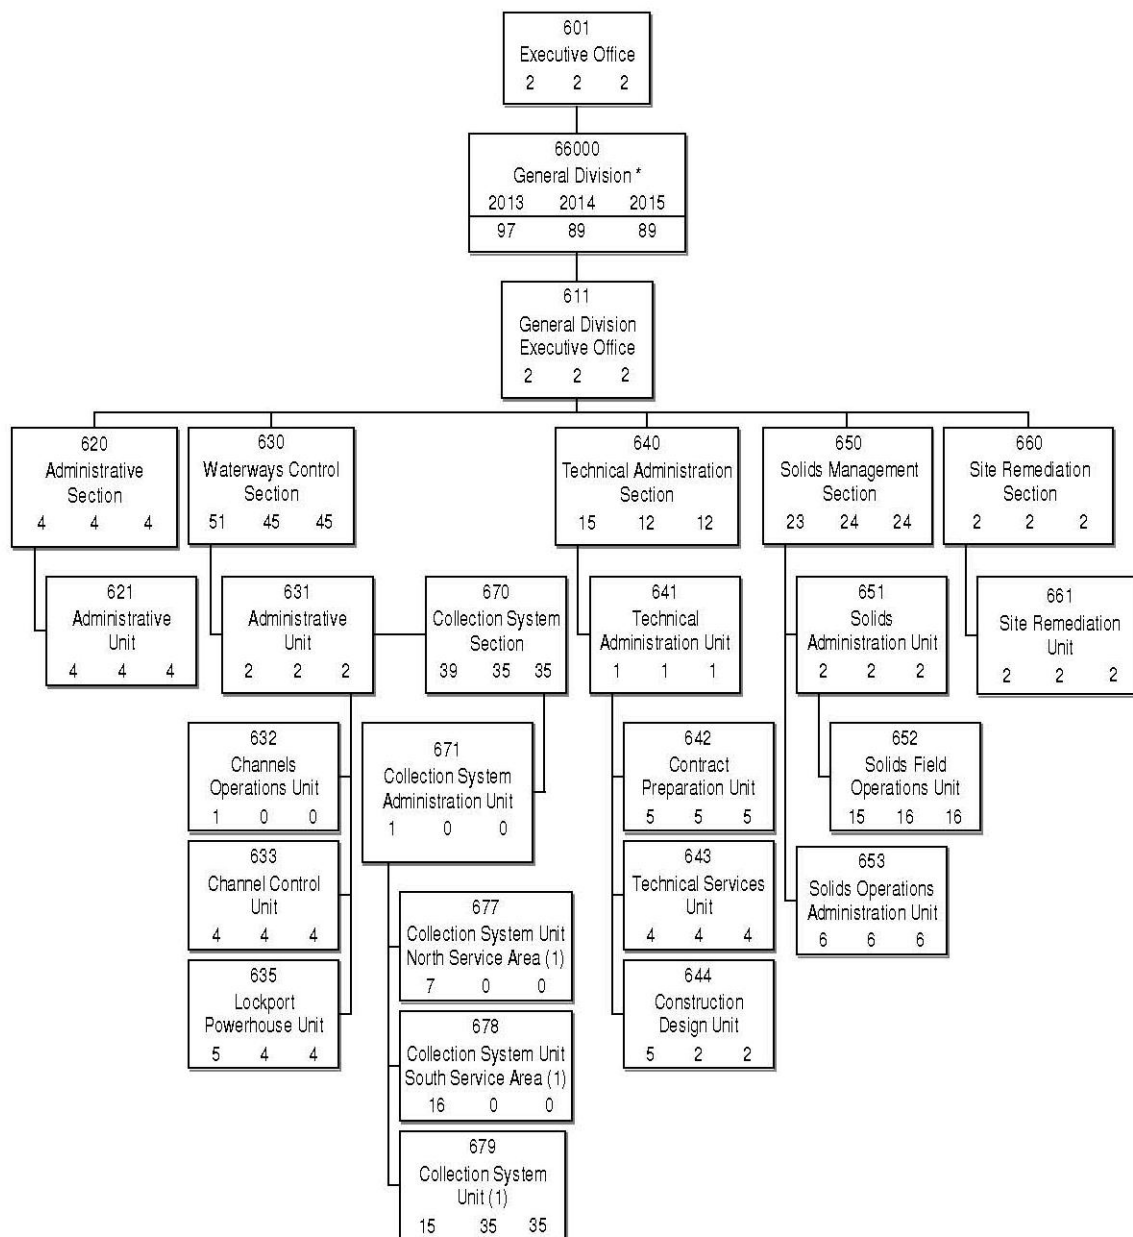 601
Executive Office
2 2 2
66000
General Division *
2013 2014 2015
97 89 89
611
General Division
Executive Office
2 2 2
620
Administrative
Section
4 4 4
630
Waterways Control
Section
51 45 45
640
Technical Administration
Section
15 12 12
650
Solids Management
Section
23 24 24
660
Site Remediation
Section
2 2 2
621
Administrative
Unit
4 4 4
631
Administrative
Unit
2 2 2
670
Collection System
Section
39 35 35
641
Technical
Administration Unit
1 1 1
651
Solids
Administration Unit
2 2 2
661
Site Remediation
Unit
2 2 2
632
Channels
Operations Unit
1 0 0
671
Collection System
Administration Unit
1 0 0
642
Contract
Preparation Unit
5 5 5
652
Solids Field
Operations Unit
15 16 16
633
Channel Control
Unit
4 4 4
677
Collection System Unit
North Service Area (1)
7 0 0
643
Technical Services
Unit
4 4 4
653
Solids Operations
Administration Unit
6 6 6
635
Lockport
Powerhouse Unit
5 4 4
678
Collection System Unit
South Service Area (1)
16 0 0
644
Construction
Design Unit
5 2 2
679
Collection System
Unit (1)
15 35 35